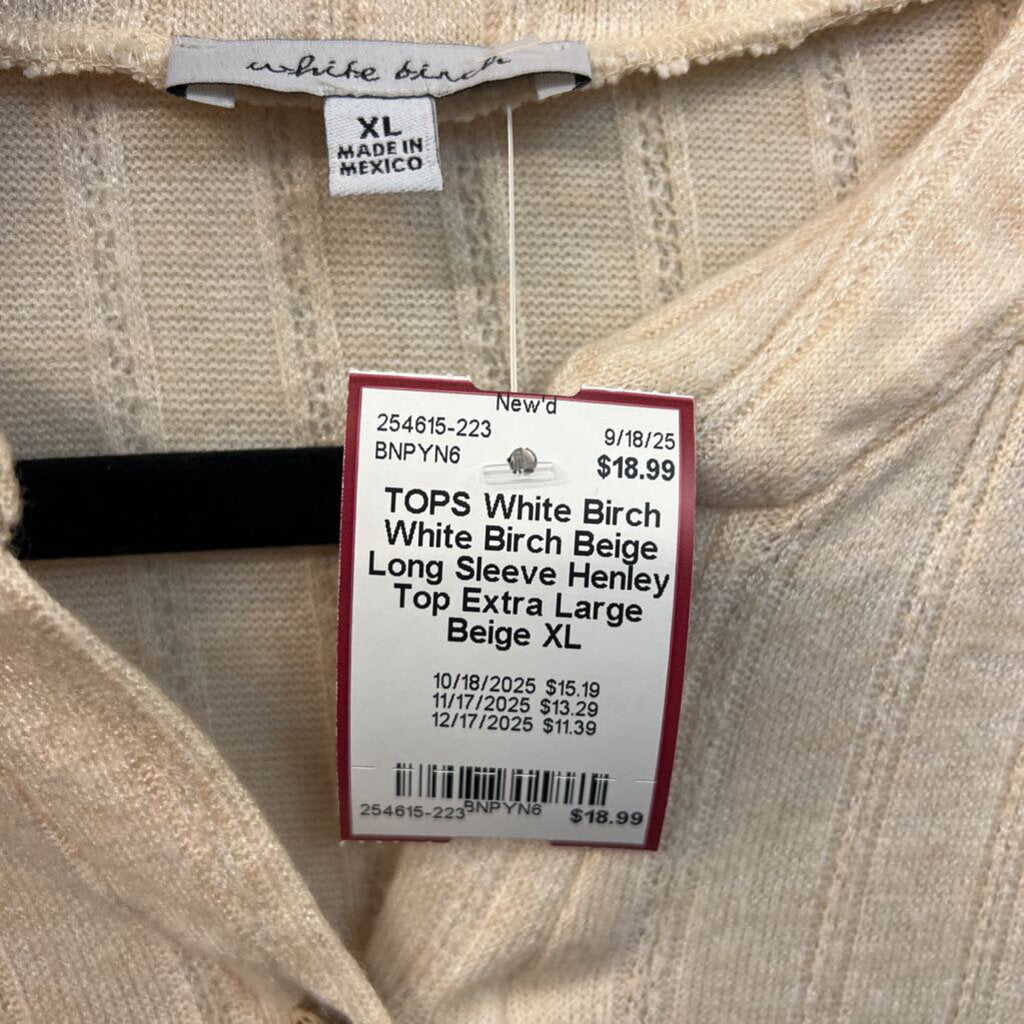 white birch
XL
MADE IN
MEXICO
New'd
254615-223 9/18/25
BNPYN6 $18.99
TOPS White Birch
White Birch Beige
Long Sleeve Henley
Top Extra Large
Beige XL
10/18/2025 $15.19
11/17/2025 $13.29
12/17/2025 $11.39
254615-223 BNPYN6 $18.99